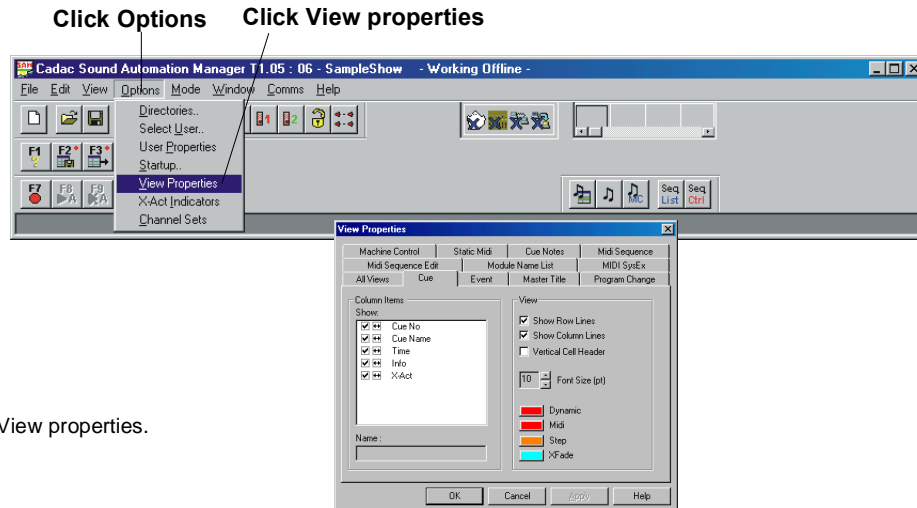 Click Options Click View properties
Cadac Sound Automation Manager T1.05 : 06 - SampleShow - Working Offline -
File Edit View Options Mode Window Comms Help
Directories..
Select User..
User Properties
Startup..
View Properties
X-Act Indicators
Channel Sets
1 2
F1 F2* F3*
F7 F8 F9
A A
MC Seq List Seq Ctrl
View Properties
Machine Control Static Midi Cue Notes Midi Sequence
Midi Sequence Edit Module Name List MIDI SysEx
All Views Cue Event Master Title Program Change
Column Items
Show:
Cue No
Cue Name
Time
Info
X-Act
Name :
View
Show Row Lines
Show Column Lines
Vertical Cell Header
10 Font Size (pt)
Dynamic
Midi
Step
XFade
OK Cancel Apply Help
View properties.